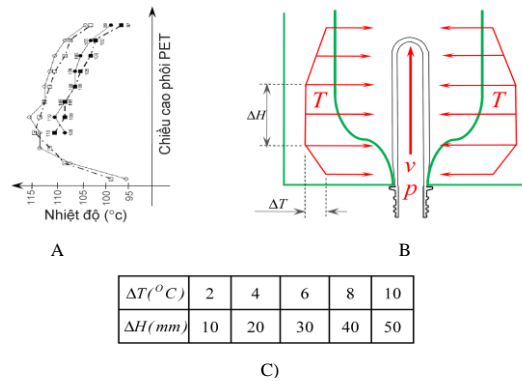 Chiều cao phôi PET
115
110
105
100
95
Nhiệt độ (°c)
A
T
T
ΔH
ΔT
v
p
B
ΔT(°C) 2 4 6 8 10
ΔH(mm) 10 20 30 40 50
C)